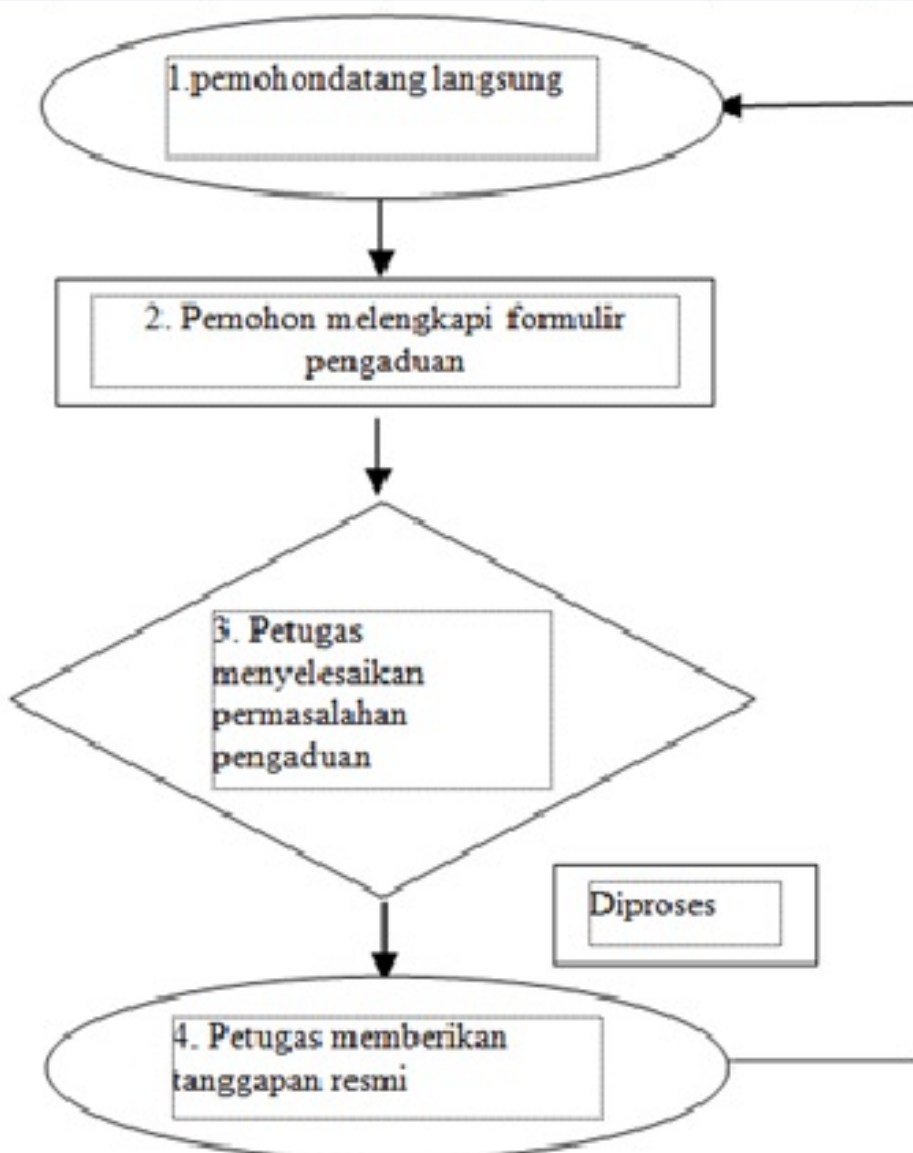 1.pemohondatang langsung
2. Pemohon melengkapi formulir
pengaduan
3. Petugas
menyelesaikan
permasalahan
pengaduan
Diproses
4. Petugas memberikan
tanggapan resmi